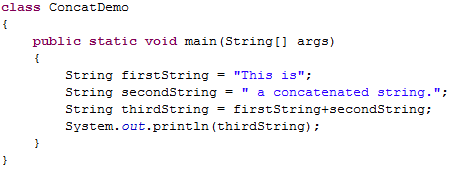 class ConcatDemo
{
    public static void main(String[] args)
    {
        String firstString = "This is";
        String secondString = " a concatenated string.";
        String thirdString = firstString+secondString;
        System.out.println(thirdString);
    }
}